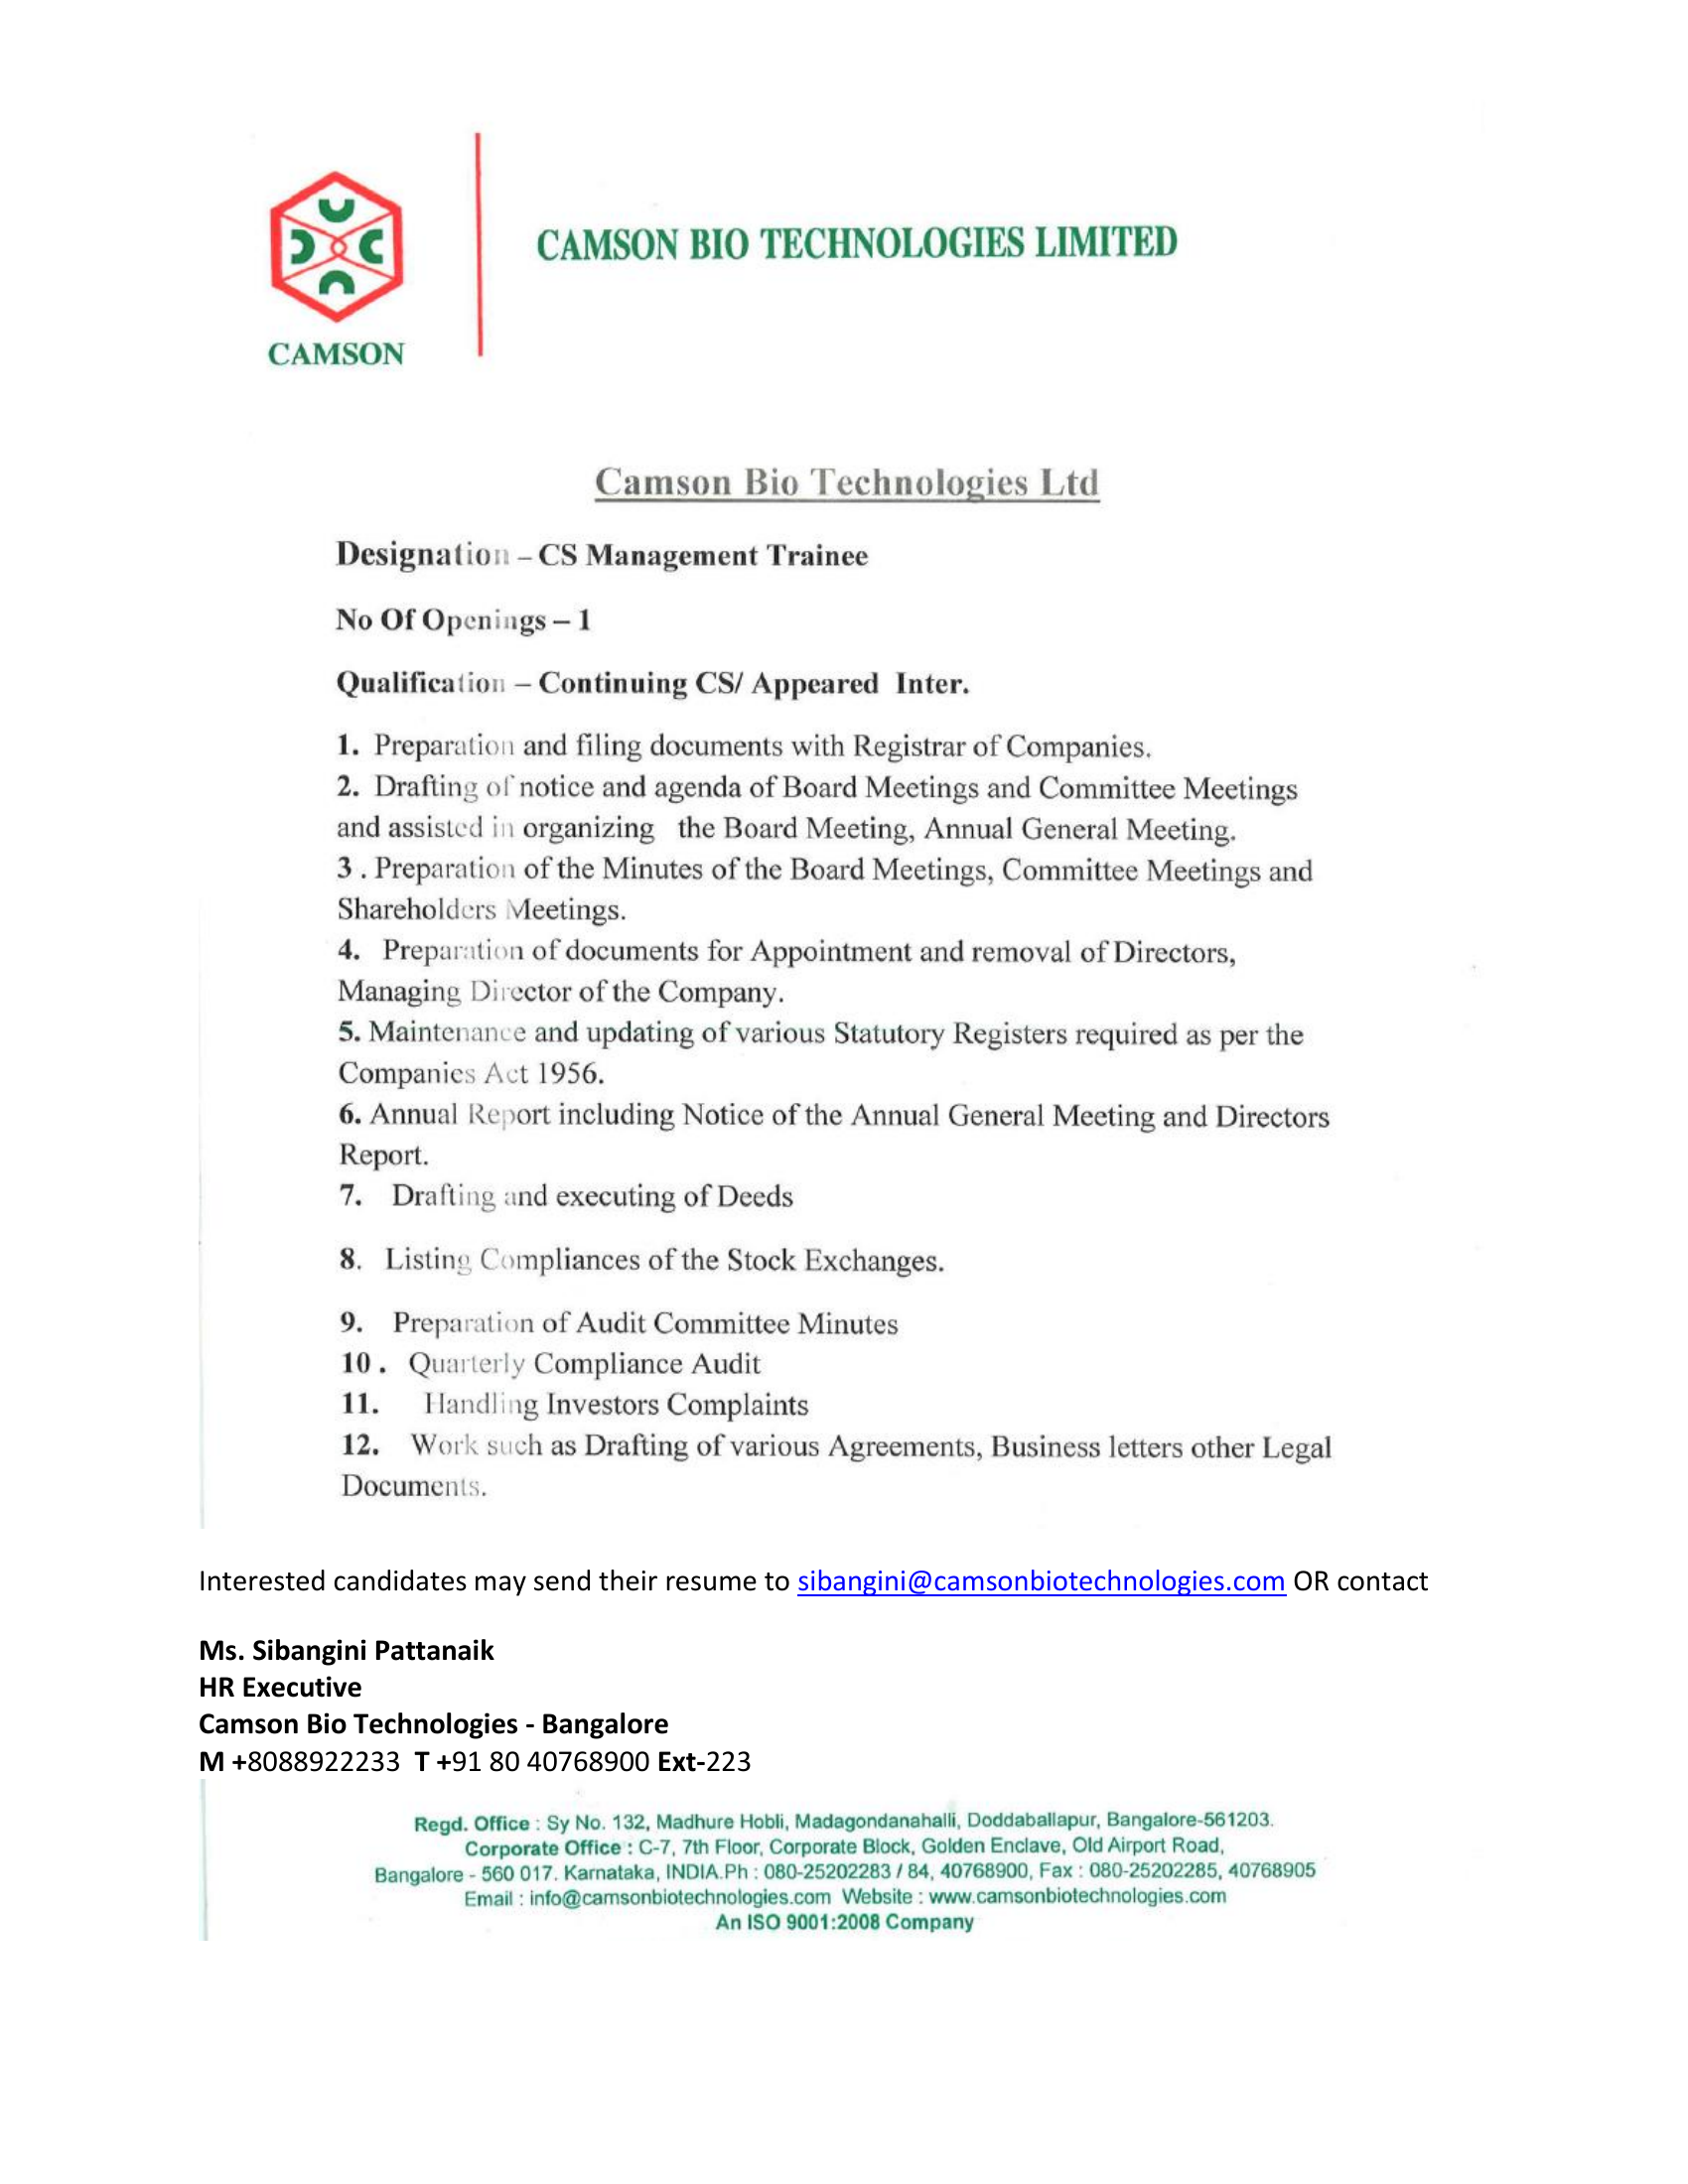 CAMSON
CAMSON BIO TECHNOLOGIES LIMITED
Camson Bio Technologies Ltd
Designation – CS Management Trainee
No Of Openings – 1
Qualification – Continuing CS/ Appeared Inter.
1. Preparation and filing documents with Registrar of Companies.
2. Drafting of notice and agenda of Board Meetings and Committee Meetings
and assisted in organizing the Board Meeting, Annual General Meeting.
3 . Preparation of the Minutes of the Board Meetings, Committee Meetings and
Shareholders Meetings.
4. Preparation of documents for Appointment and removal of Directors,
Managing Director of the Company.
5. Maintenance and updating of various Statutory Registers required as per the
Companies Act 1956.
6. Annual Report including Notice of the Annual General Meeting and Directors
Report.
7. Drafting and executing of Deeds
8. Listing Compliances of the Stock Exchanges.
9. Preparation of Audit Committee Minutes
10 . Quarterly Compliance Audit
11. Handling Investors Complaints
12. Work such as Drafting of various Agreements, Business letters other Legal
Documents.
Interested candidates may send their resume to sibangini@camsonbiotechnologies.com OR contact
Ms. Sibangini Pattanaik
HR Executive
Camson Bio Technologies - Bangalore
M +8088922233 T +91 80 40768900 Ext-223
Regd. Office : Sy No. 132, Madhure Hobli, Madagondanahalli, Doddaballapur, Bangalore-561203.
Corporate Office : C-7, 7th Floor, Corporate Block, Golden Enclave, Old Airport Road,
Bangalore - 560 017. Karnataka, INDIA.Ph : 080-25202283 / 84, 40768900, Fax : 080-25202285, 40768905
Email : info@camsonbiotechnologies.com Website : www.camsonbiotechnologies.com
An ISO 9001:2008 Company